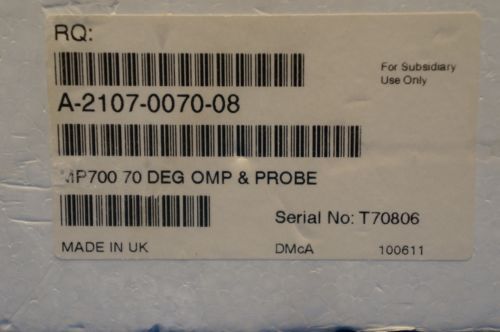 RQ:
For Subsidiary
Use Only
A-2107-0070-08
MP700 70 DEG OMP & PROBE
Serial No: T70806
MADE IN UK DMcA 100611